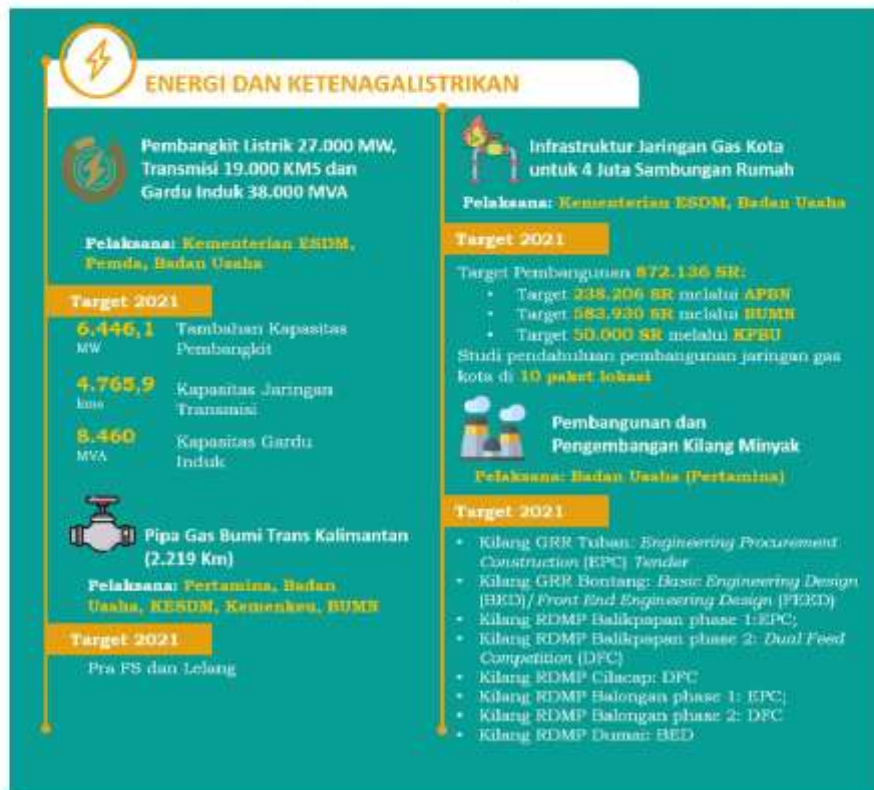 ENERGI DAN KETENAGALISTRIKAN
Pembangkit Listrik 27.000 MW,
Transmisi 19.000 KMS dan
Gardu Induk 38.000 MVA
Pelaksana: Kementerian ESDM,
Pemda, Badan Usaha
Target 2021
6.446,1
MW
Tambahan Kapasitas
Pembangkit
4.765,9
kms
Kapasitas Jaringan
Transmisi
8.460
MVA
Kapasitas Gardu
Induk
Pipa Gas Bumi Trans Kalimantan
(2.219 Km)
Pelaksana: Pertamina, Badan
Usaha, KESDM, Kemenkeu, BUMN
Target 2021
Pra FS dan Lelang
Infrastruktur Jaringan Gas Kota
untuk 4 Juta Sambungan Rumah
Pelaksana: Kementerian ESDM, Badan Usaha
Target 2021
Target Pembangunan 872.136 SR:
• Target 238.206 SR melalui APBN
• Target 583.930 SR melalui BUMN
• Target 50.000 SR melalui KPBU
Studi pendahuluan pembangunan jaringan gas
kota di 10 paket lokasi
Pembangunan dan
Pengembangan Kilang Minyak
Pelaksana: Badan Usaha (Pertamina)
Target 2021
• Kilang GRR Tuban: Engineering Procurement
Construction (EPC) Tender
• Kilang GRR Bontang: Basic Engineering Design
(BED)/Front End Engineering Design (FEED)
• Kilang RDMP Balikpapan phase 1:EPC;
• Kilang RDMP Balikpapan phase 2: Dual Feed
Competition (DFC)
• Kilang RDMP Cilacap: DFC
• Kilang RDMP Balongan phase 1: EPC;
• Kilang RDMP Balongan phase 2: DFC
• Kilang RDMP Dumai: BED